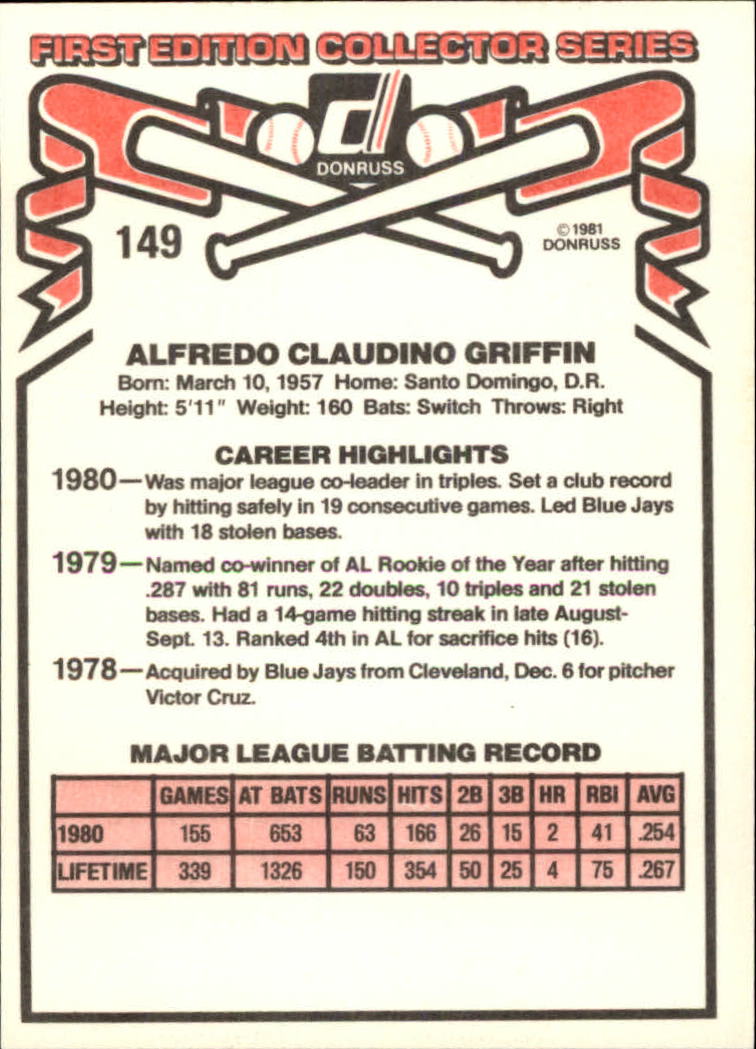 FIRST EDITION COLLECTOR SERIES
d
DONRUSS
149
©1981
DONRUSS
ALFREDO CLAUDINO GRIFFIN
Born: March 10, 1957 Home: Santo Domingo, D.R.
Height: 5'11" Weight: 160 Bats: Switch Throws: Right
CAREER HIGHLIGHTS
1980—Was major league co-leader in triples. Set a club record
by hitting safely in 19 consecutive games. Led Blue Jays
with 18 stolen bases.
1979—Named co-winner of AL Rookie of the Year after hitting
.287 with 81 runs, 22 doubles, 10 triples and 21 stolen
bases. Had a 14-game hitting streak in late August-
Sept. 13. Ranked 4th in AL for sacrifice hits (16).
1978—Acquired by Blue Jays from Cleveland, Dec. 6 for pitcher
Victor Cruz.
MAJOR LEAGUE BATTING RECORD
GAMES AT BATS RUNS HITS 2B 3B HR RBI AVG
1980 155 653 63 166 26 15 2 41 .254
LIFETIME 339 1326 150 354 50 25 4 75 .267